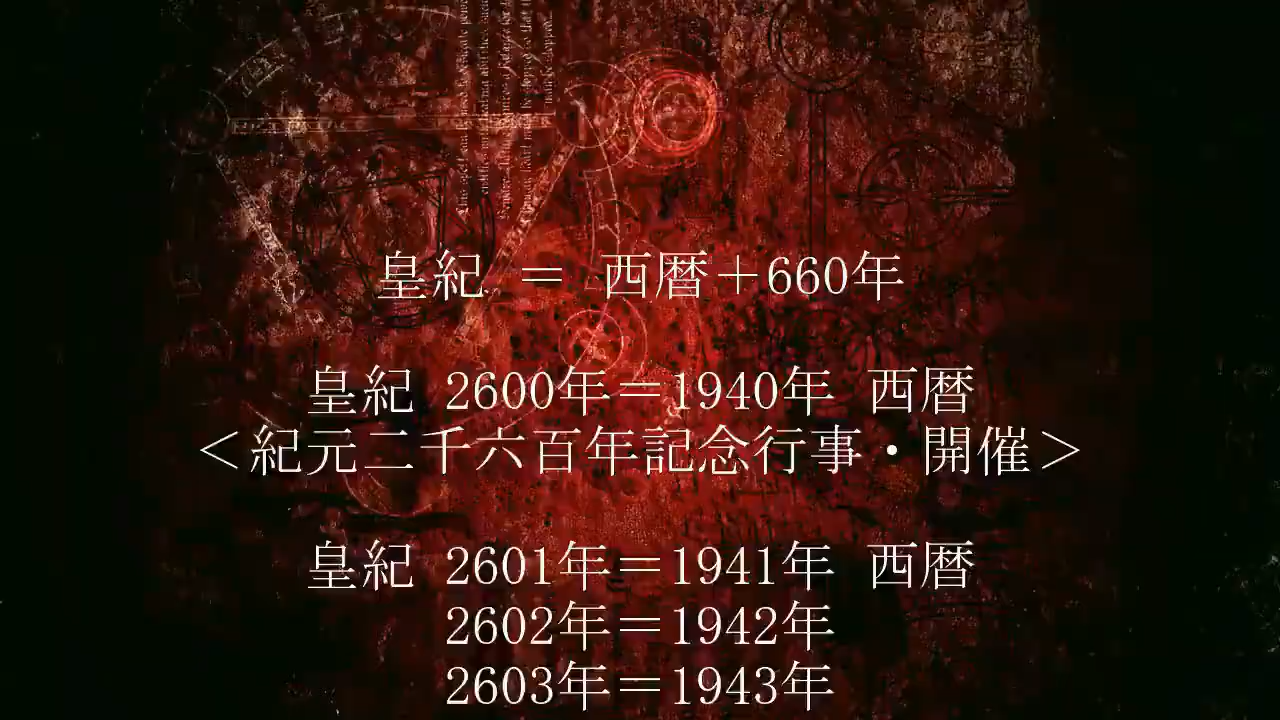 皇紀 ＝ 西暦＋660年
皇紀 2600年＝1940年 西暦
＜紀元二千六百年記念行事・開催＞
皇紀 2601年＝1941年 西暦
2602年＝1942年
2603年＝1943年